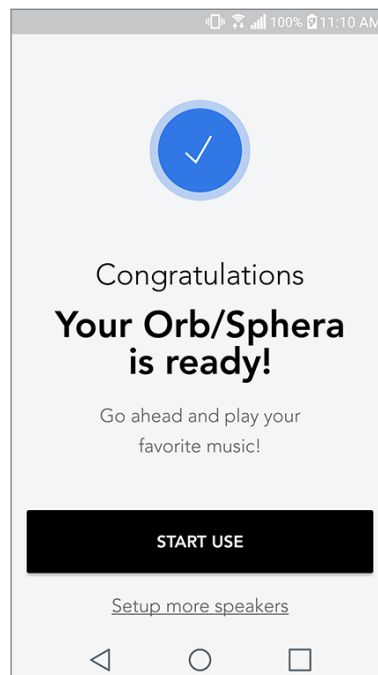 100% 11:10 AM
Congratulations
Your Orb/Sphera
is ready!
Go ahead and play your
favorite music!
START USE
Setup more speakers